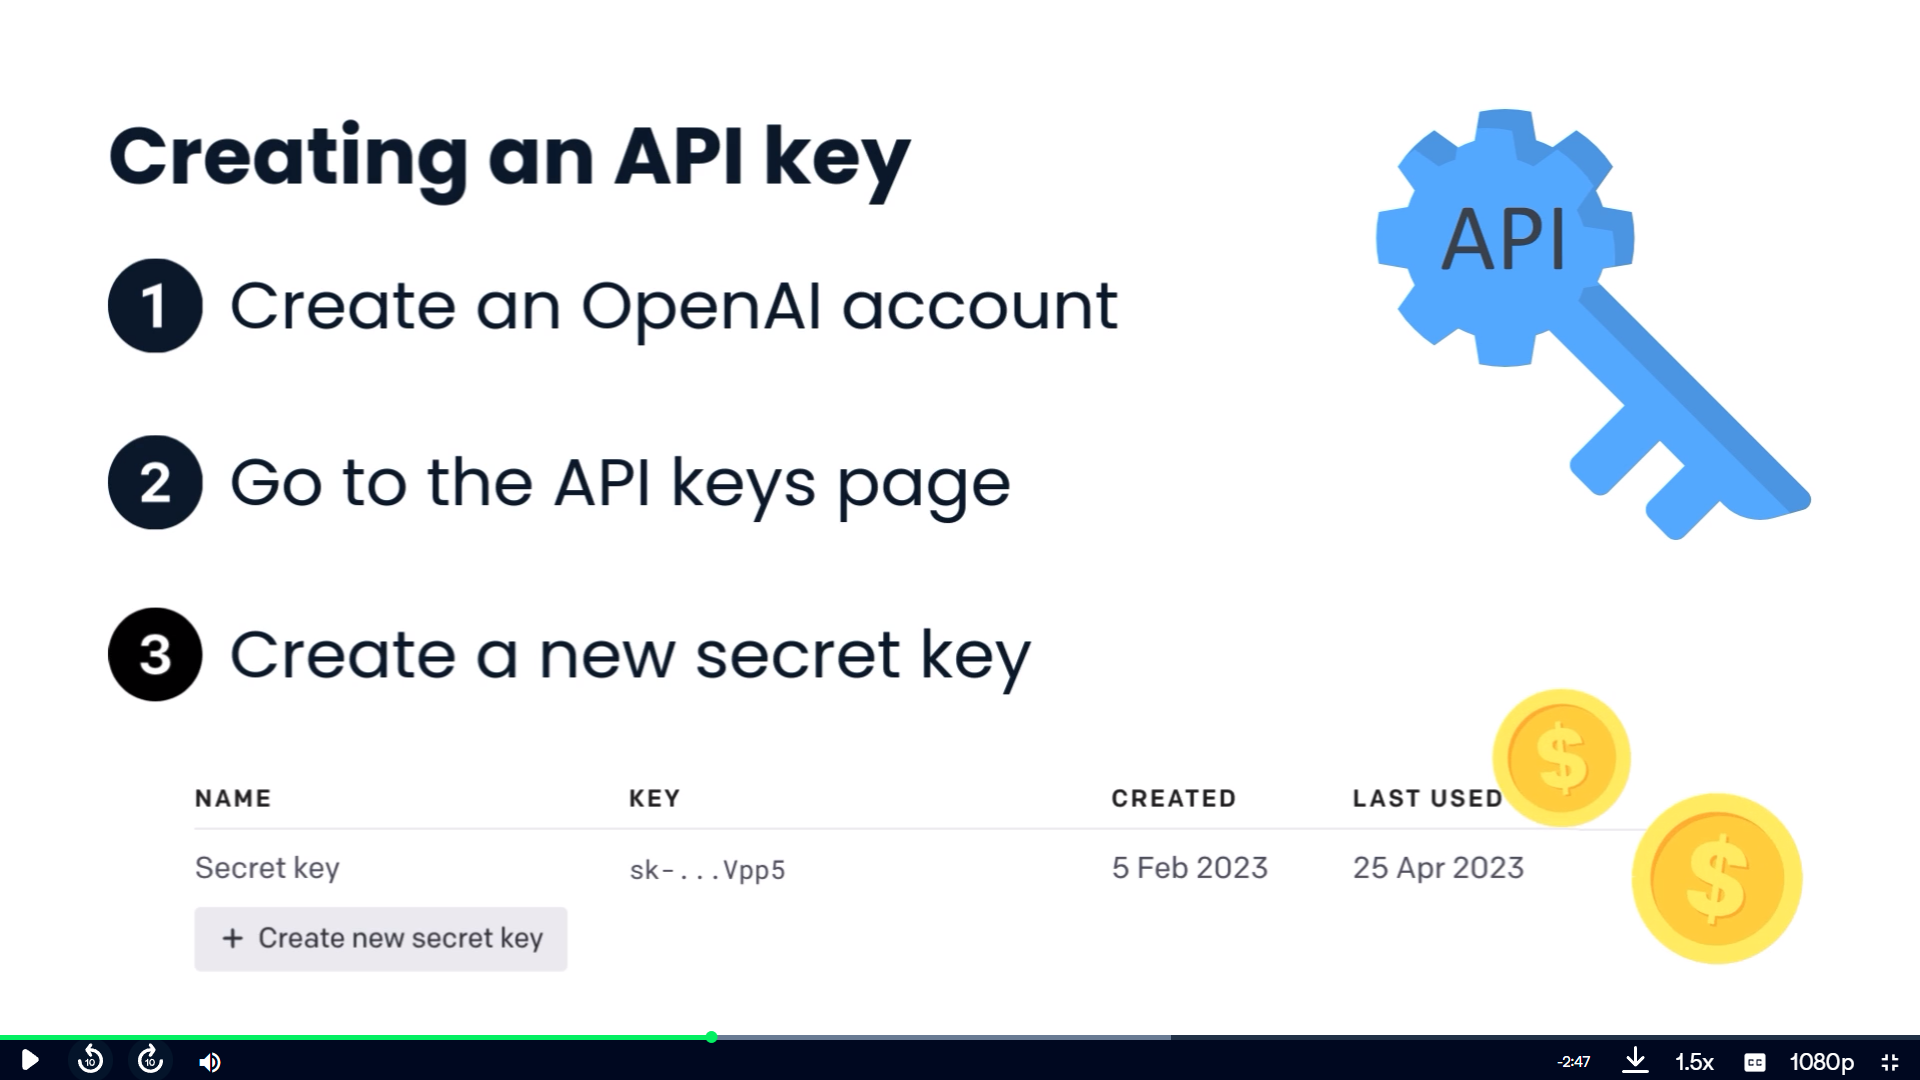 Creating an API key
API
1 Create an OpenAI account
2 Go to the API keys page
3 Create a new secret key
$
NAME KEY CREATED LAST USED
$
Secret key sk-...Vpp5 5 Feb 2023 25 Apr 2023
+ Create new secret key
10 10 -2:47 1.5x CC 1080p